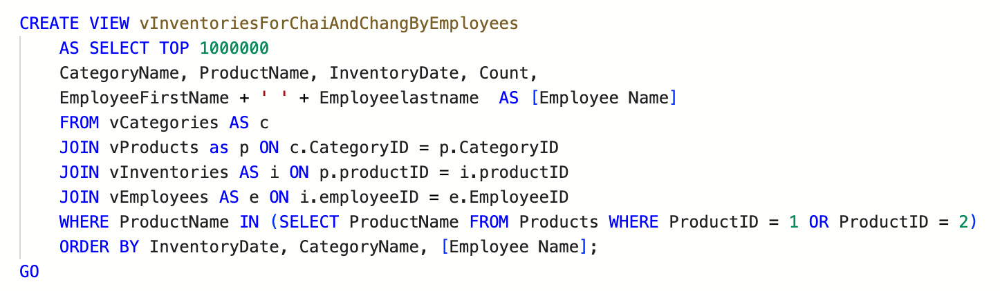 CREATE VIEW vInventoriesForChaiAndChangByEmployees
AS SELECT TOP 1000000
CategoryName, ProductName, InventoryDate, Count,
EmployeeFirstName + ' ' + Employeelastname  AS [Employee Name]
FROM vCategories AS c
JOIN vProducts as p ON c.CategoryID = p.CategoryID
JOIN vInventories AS i ON p.productID = i.productID
JOIN vEmployees AS e ON i.employeeID = e.EmployeeID
WHERE ProductName IN (SELECT ProductName FROM Products WHERE ProductID = 1 OR ProductID = 2)
ORDER BY InventoryDate, CategoryName, [Employee Name];
GO